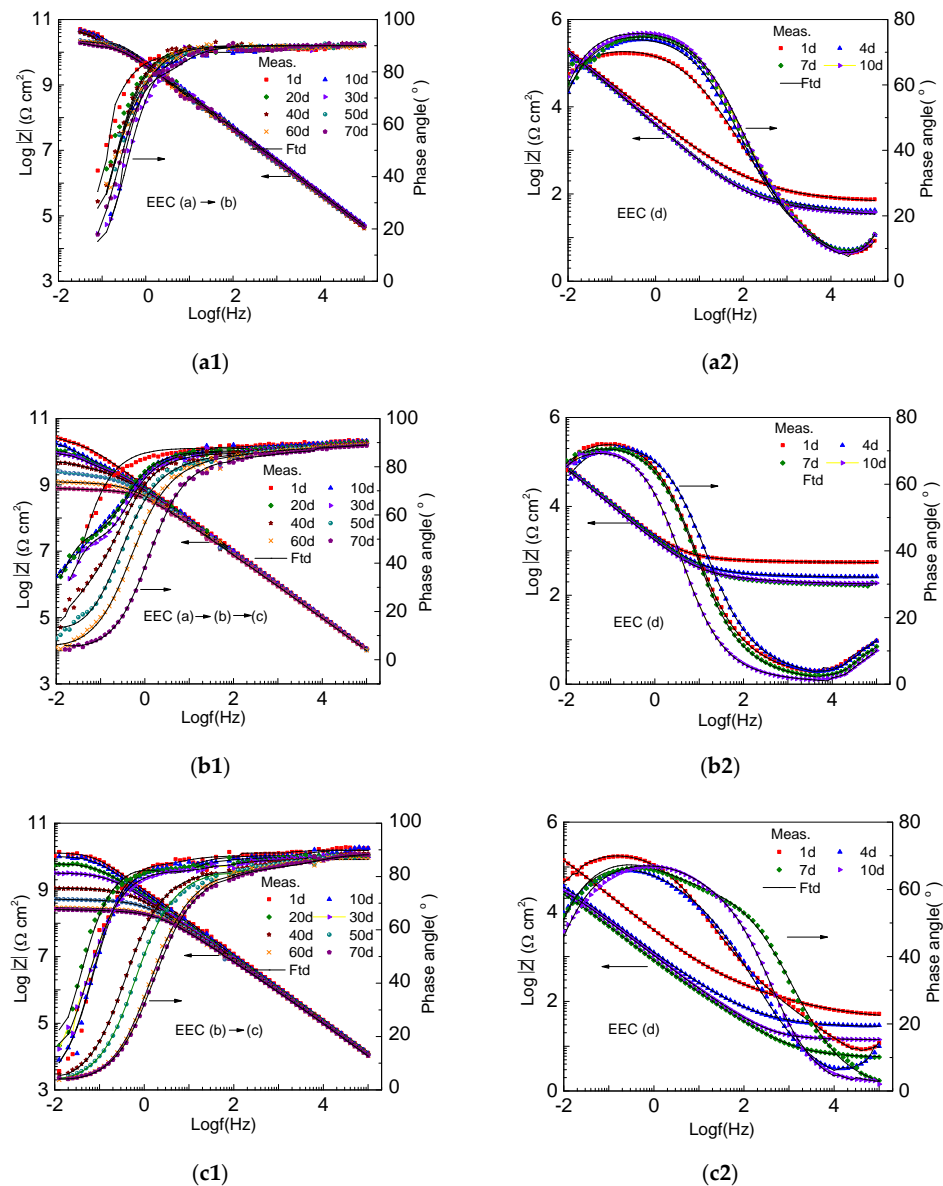 11
10
9
8
7
6
5
4
3
Log |Z| (Ω cm²)
100
80
60
40
20
0
Phase angle(°)
Meas.
1d 10d
20d 30d
40d 50d
60d 70d
Ftd
EEC (a) → (b)
-2 0 2 4
Logf(Hz)
(a1)
6
4
2
0
Log |Z| (Ω cm²)
80
60
40
20
0
Phase angle(°)
Meas.
1d 4d
7d 10d
Ftd
EEC (d)
-2 0 2 4
Logf(Hz)
(a2)
11
9
7
5
3
Log |Z| (Ω cm²)
100
80
60
40
20
0
Phase angle(°)
Meas.
1d 10d
20d 30d
40d 50d
60d 70d
Ftd
EEC (a) → (b) → (c)
-2 0 2 4
Logf(Hz)
(b1)
6
4
2
0
Log |Z| (Ω cm²)
80
60
40
20
0
Phase angle(°)
Meas.
1d 4d
7d 10d
Ftd
EEC (d)
-2 0 2 4
Logf(Hz)
(b2)
11
9
7
5
3
Log |Z| (Ω cm²)
100
80
60
40
20
0
Phase angle(°)
Meas.
1d 10d
20d 30d
40d 50d
60d 70d
Ftd
EEC (b) → (c)
-2 0 2 4
Logf(Hz)
(c1)
6
4
2
0
Log |Z| (Ω cm²)
80
60
40
20
0
Phase angle(°)
Meas.
1d 4d
7d 10d
Ftd
EEC (d)
-2 0 2 4
Logf(Hz)
(c2)